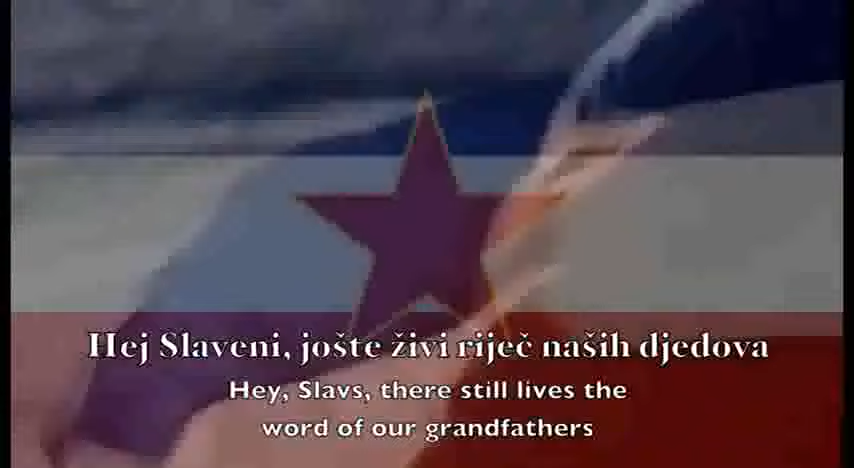 Hej Slaveni, jošte živi riječ naših djedova
Hey, Slavs, there still lives the
word of our grandfathers